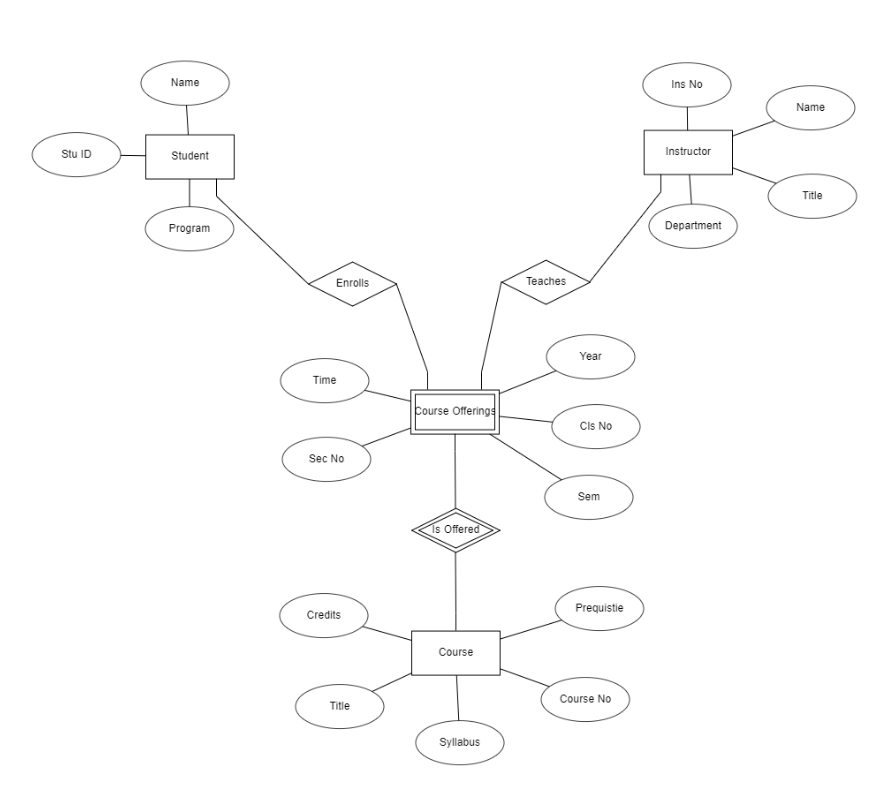 Name
Ins No
Name
Stu ID
Student
Instructor
Title
Program
Department
Enrolls
Teaches
Year
Time
Course Offerings
Cls No
Sec No
Sem
Is Offered
Credits
Prequistie
Course
Title
Course No
Syllabus